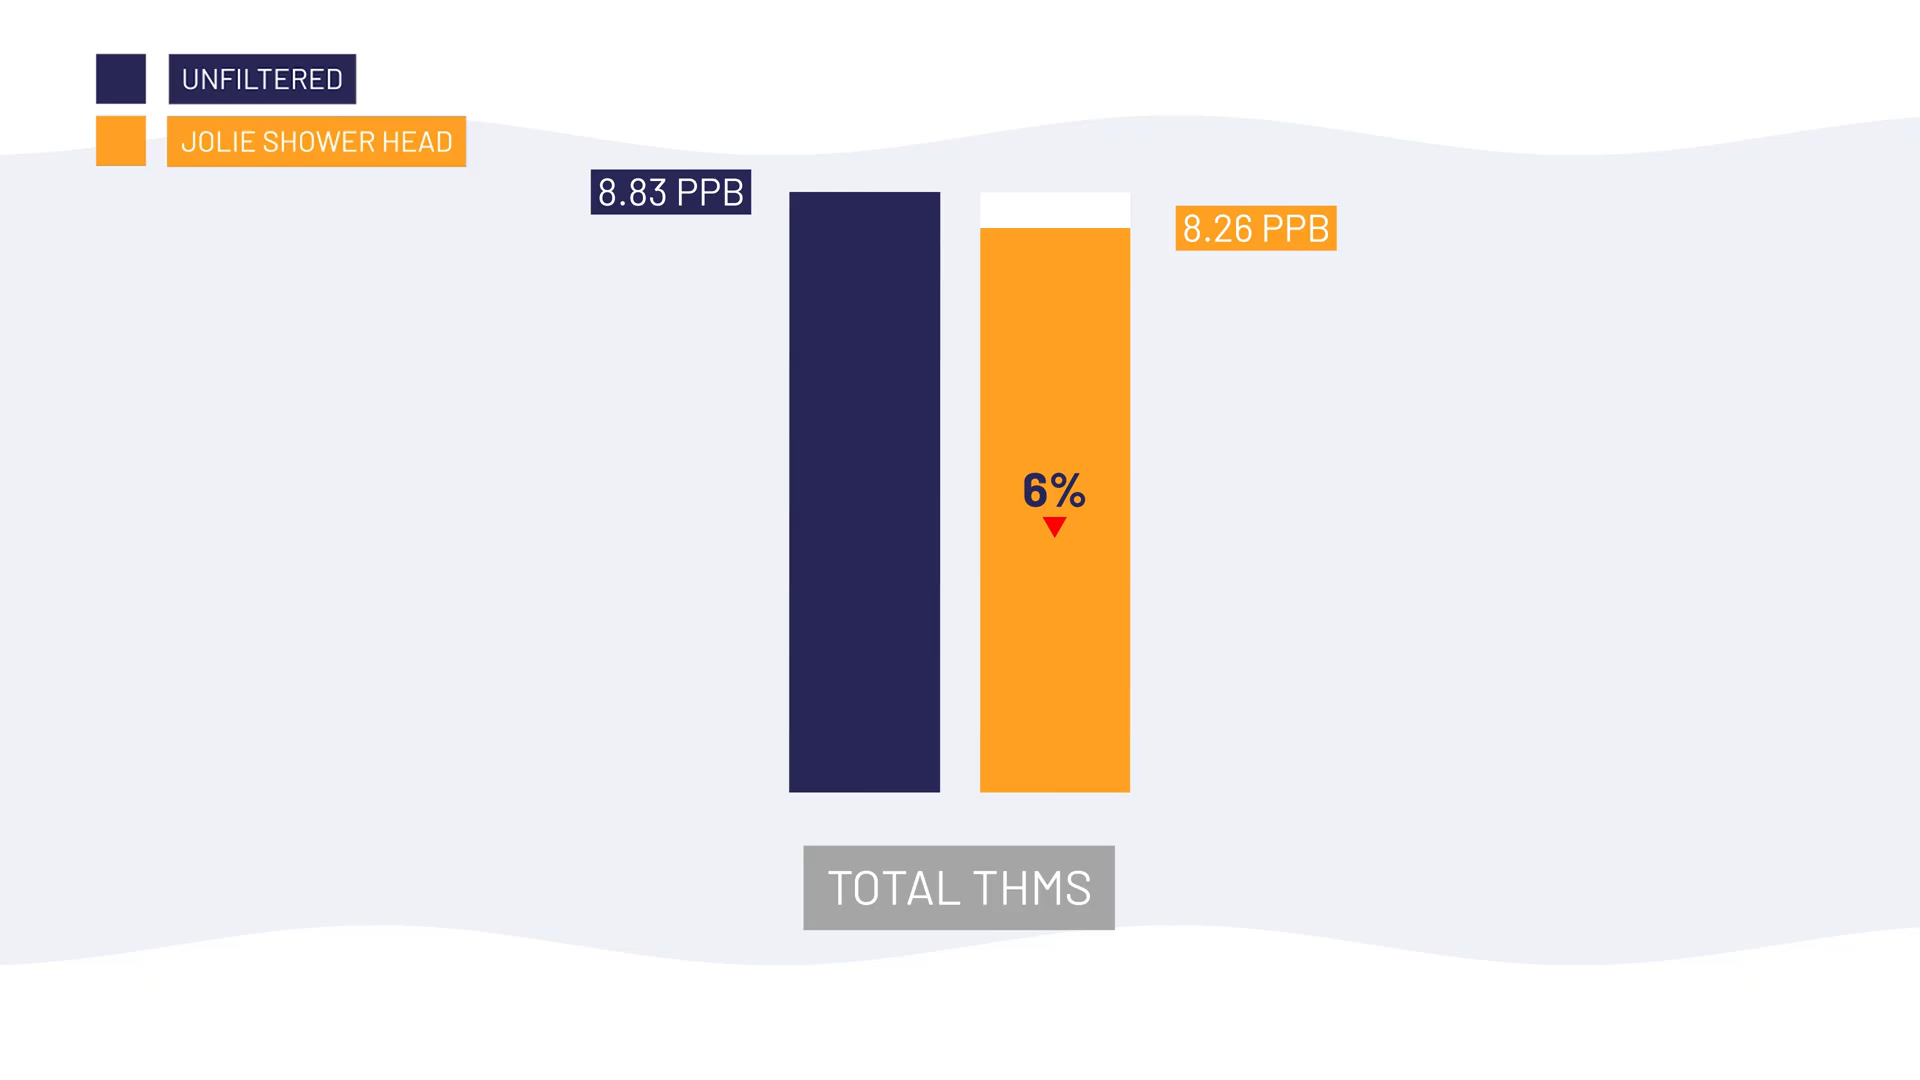 UNFILTERED
JOLIE SHOWER HEAD
8.83 PPB
8.26 PPB
6%
TOTAL THMS